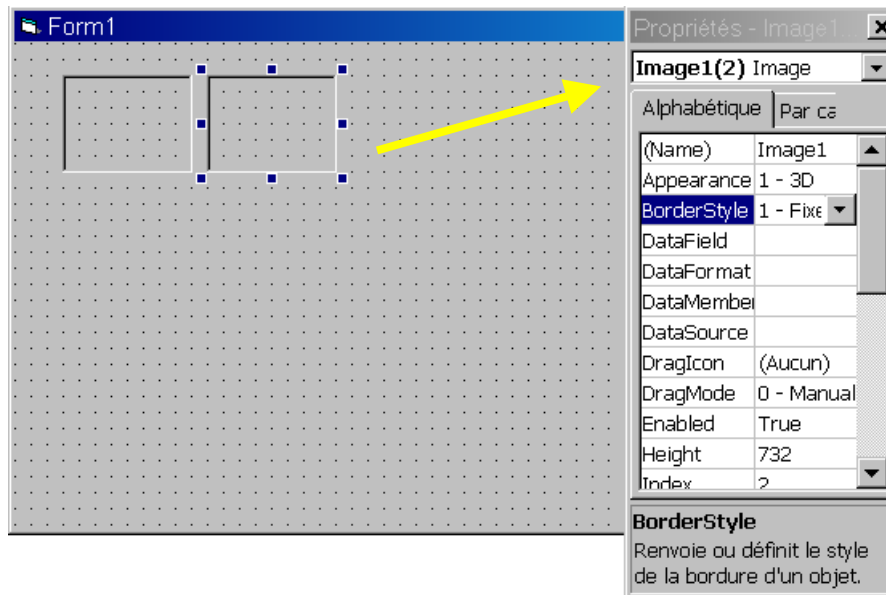 Form1
Propriétés - Image1...
Image1(2) Image
Alphabétique Par ca
(Name) Image1
Appearance 1 - 3D
BorderStyle 1 - Fixe
DataField
DataFormat
DataMember
DataSource
DragIcon (Aucun)
DragMode 0 - Manual
Enabled True
Height 732
Index 2
BorderStyle
Renvoie ou définit le style
de la bordure d'un objet.